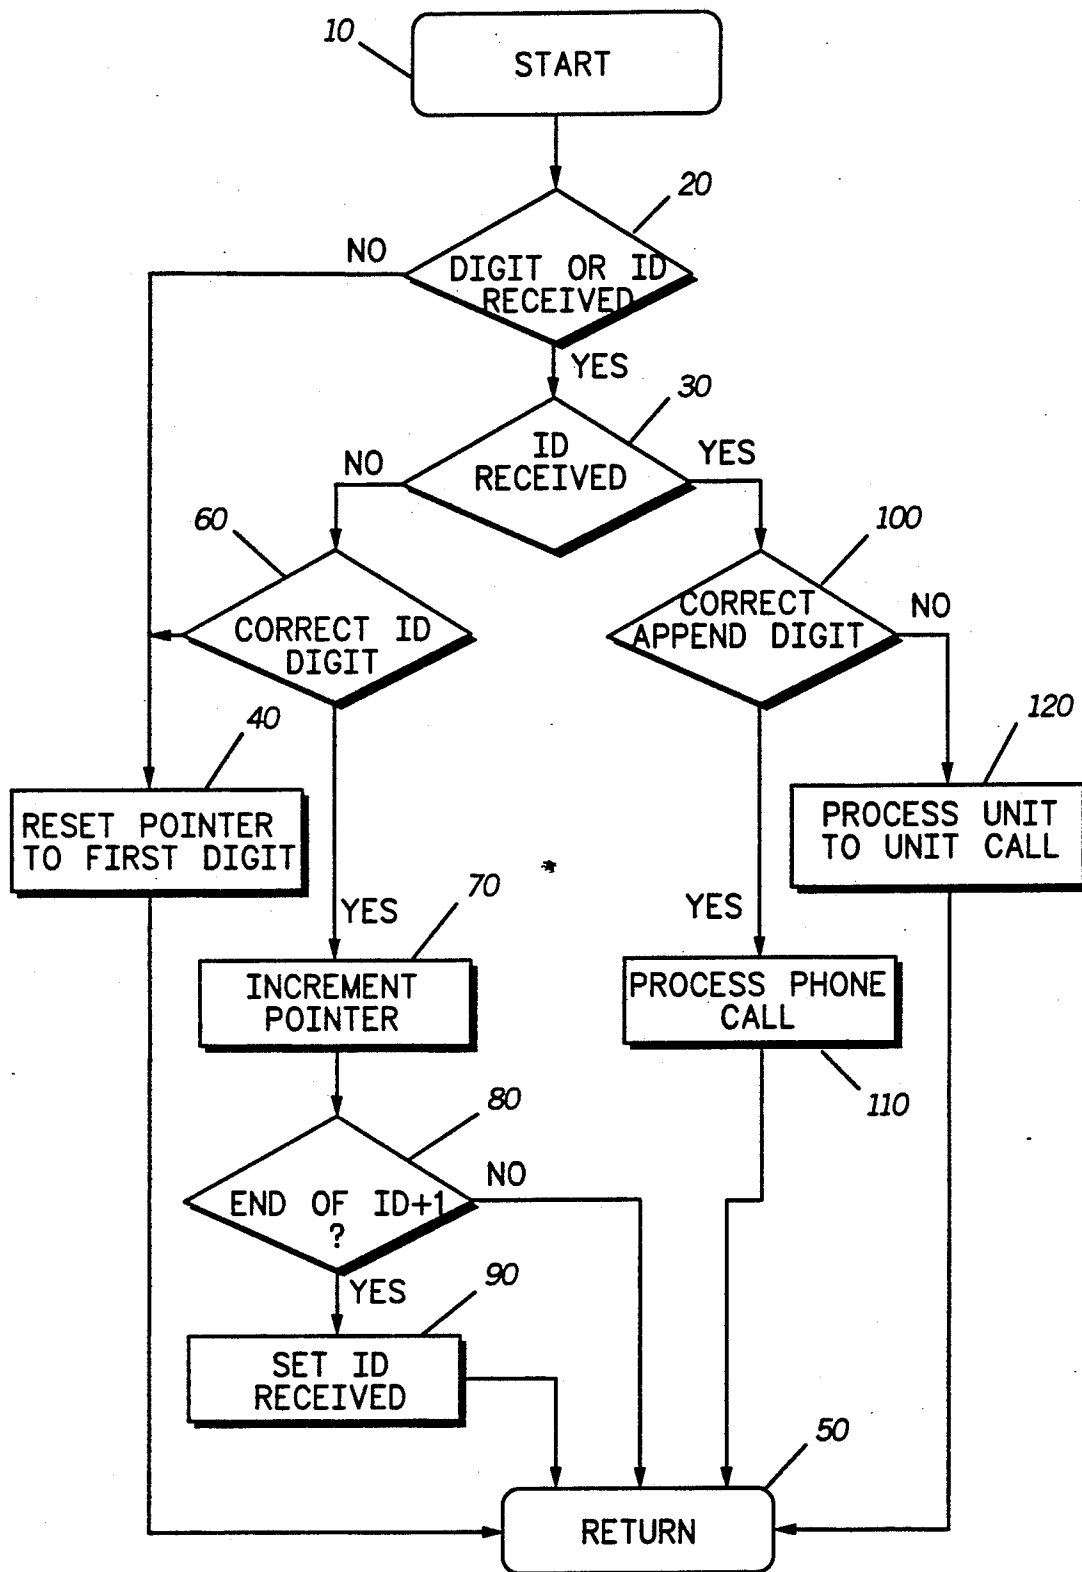 10
START
20
NO
DIGIT OR ID
RECEIVED
YES
30
ID
RECEIVED
NO
YES
60
100
CORRECT ID
DIGIT
CORRECT
APPEND DIGIT
NO
40
120
RESET POINTER
TO FIRST DIGIT
PROCESS UNIT
TO UNIT CALL
YES
70
YES
INCREMENT
POINTER
PROCESS PHONE
CALL
110
80
NO
END OF ID+1
?
YES
90
SET ID
RECEIVED
50
RETURN